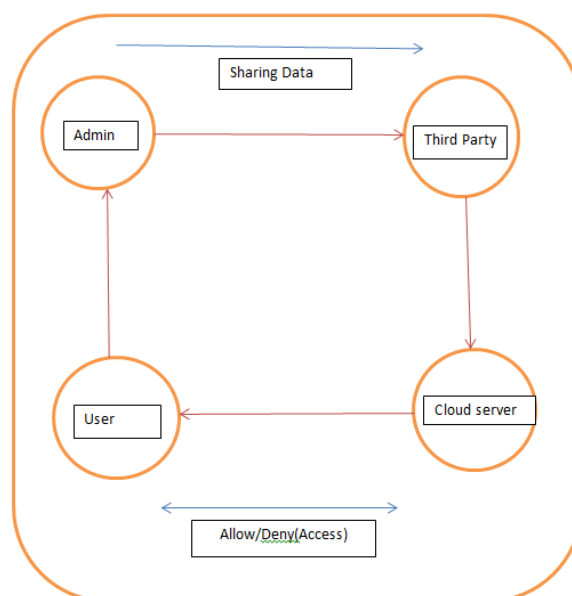 Sharing Data
Admin
Third Party
User
Cloud server
Allow/Deny(Access)